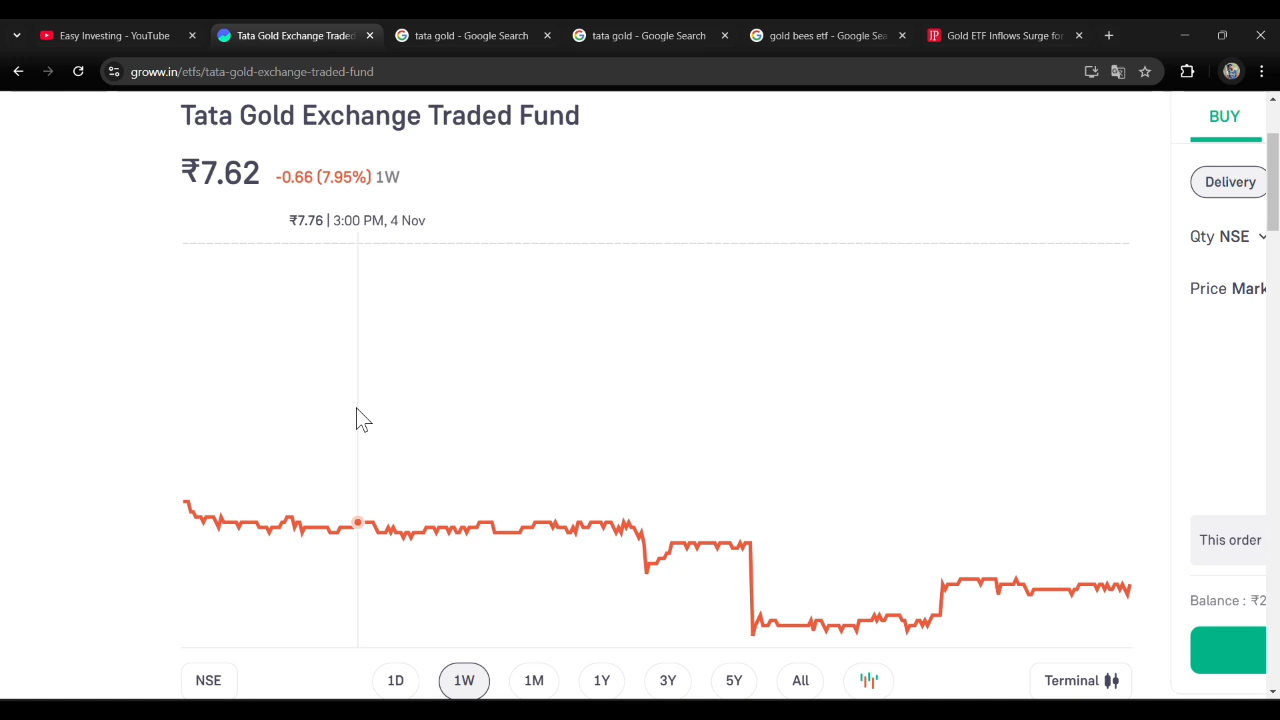 Easy Investing - YouTube
Tata Gold Exchange Traded
tata gold - Google Search
tata gold - Google Search
gold bees etf - Google Sea
Gold ETF Inflows Surge for
groww.in/etfs/tata-gold-exchange-traded-fund
Tata Gold Exchange Traded Fund
BUY
₹7.62 -0.66 (7.95%) 1W
Delivery
₹7.76 | 3:00 PM, 4 Nov
Qty NSE
Price Mark
This order
Balance : ₹2
NSE 1D 1W 1M 1Y 3Y 5Y All Terminal